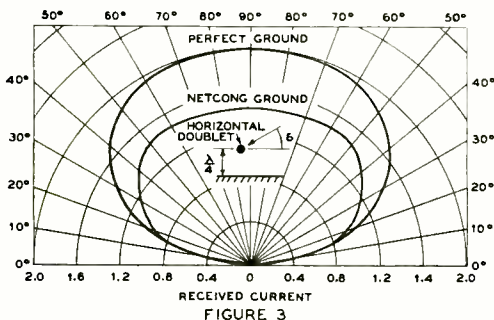 50° 60° 70° 80° 90° 80° 70° 60° 50°
PERFECT GROUND
40° 40°
NETCONG GROUND
HORIZONTAL
DOUBLET
δ
30° 30°
λ/4
20° 20°
10° 10°
0° 0°
2.0 1.6 1.2 0.8 0.4 0 0.4 0.8 1.2 1.6 2.0
RECEIVED CURRENT
FIGURE 3